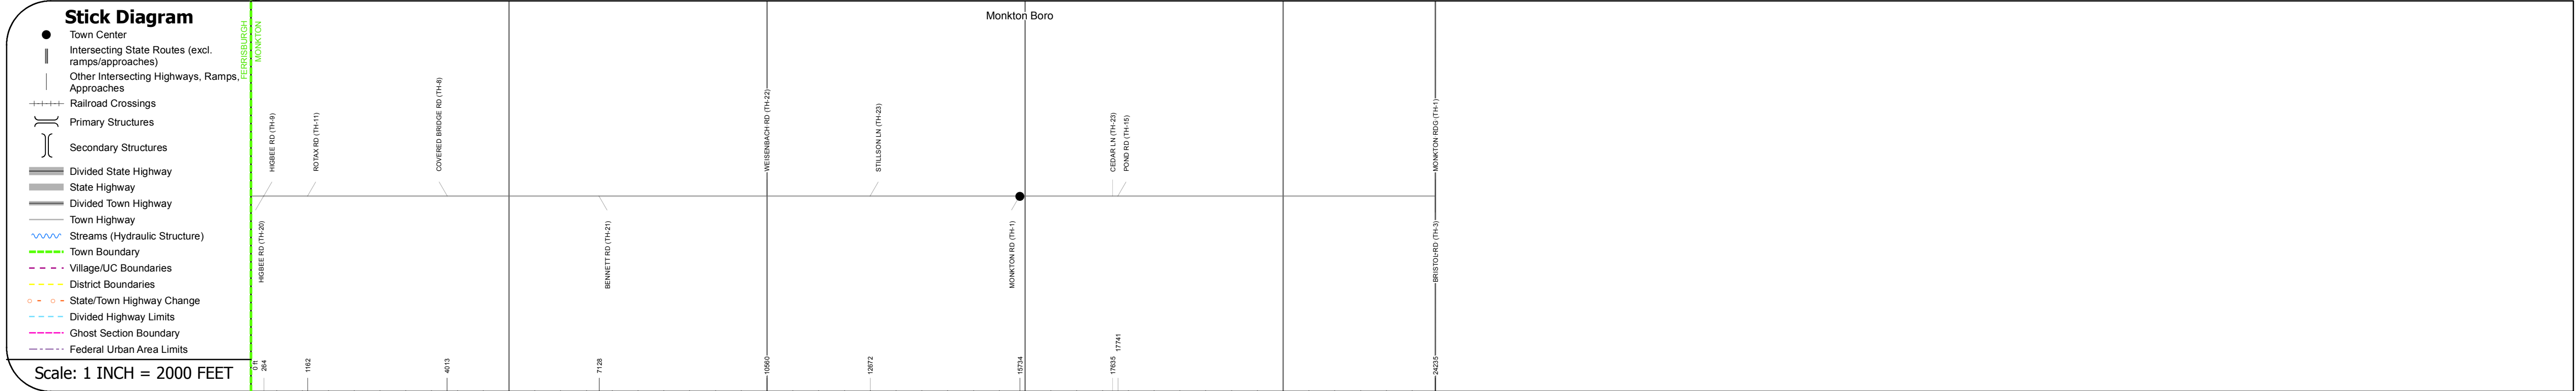 Stick Diagram
Town Center
Intersecting State Routes (excl.
ramps/approaches)
Other Intersecting Highways, Ramps,
Approaches
Railroad Crossings
Primary Structures
Secondary Structures
Divided State Highway
State Highway
Divided Town Highway
Town Highway
Streams (Hydraulic Structure)
Town Boundary
Village/UC Boundaries
District Boundaries
State/Town Highway Change
Divided Highway Limits
Ghost Section Boundary
Federal Urban Area Limits
Scale: 1 INCH = 2000 FEET
FERRISBURGH
MONKTON
Monkton Boro
HIGBEE RD (TH-9)
ROTAX RD (TH-11)
COVERED BRIDGE RD (TH-8)
WEISENBACH RD (TH-22)
STILLSON LN (TH-23)
CEDAR LN (TH-23)
POND RD (TH-15)
MONKTON RDG (TH-1)
HIGBEE RD (TH-20)
BENNETT RD (TH-21)
MONKTON RD (TH-1)
BRISTOL RD (TH-3)
0 ft
264
1162
4013
7128
10560
12672
15734
17635
17741
24235